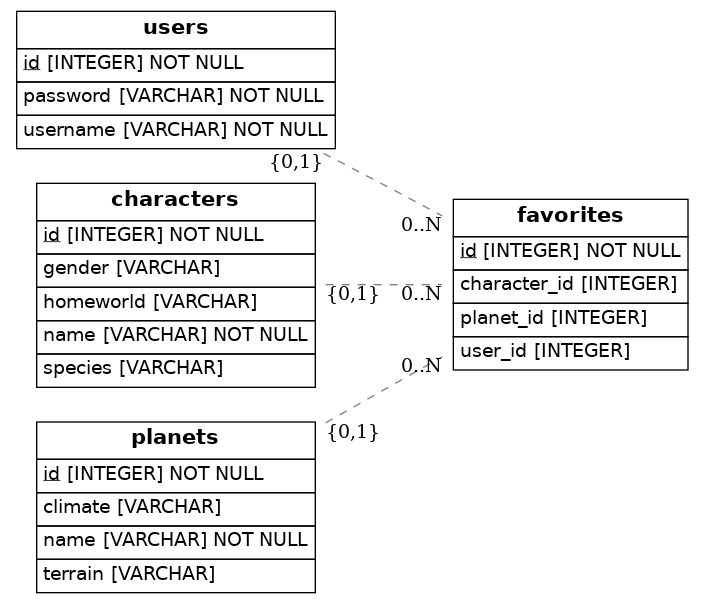 users
id [INTEGER] NOT NULL
password [VARCHAR] NOT NULL
username [VARCHAR] NOT NULL
{0,1}
0..N
characters
id [INTEGER] NOT NULL
gender [VARCHAR]
homeworld [VARCHAR]
name [VARCHAR] NOT NULL
species [VARCHAR]
{0,1}
0..N
favorites
id [INTEGER] NOT NULL
character_id [INTEGER]
planet_id [INTEGER]
user_id [INTEGER]
0..N
{0,1}
planets
id [INTEGER] NOT NULL
climate [VARCHAR]
name [VARCHAR] NOT NULL
terrain [VARCHAR]